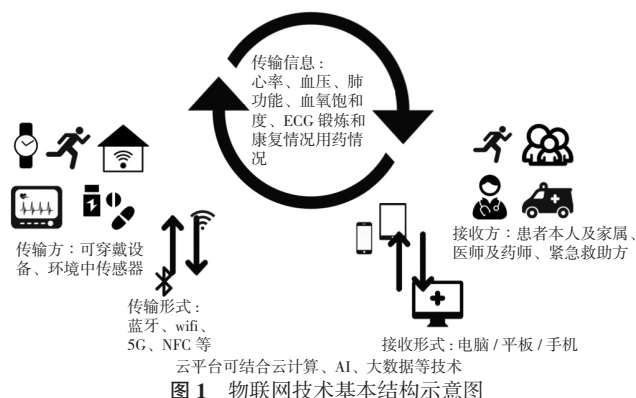 传输信息：
心率、血压、肺
功能、血氧饱和
度、ECG 锻炼和
康复情况用药情
况
传输方：可穿戴设
备、环境中传感器
接收方：患者本人及家属、
医师及药师、紧急救助方
传输形式：
蓝牙、wifi、
5G、NFC 等
接收形式：电脑 / 平板 / 手机
云平台可结合云计算、AI、大数据等技术
图 1 物联网技术基本结构示意图